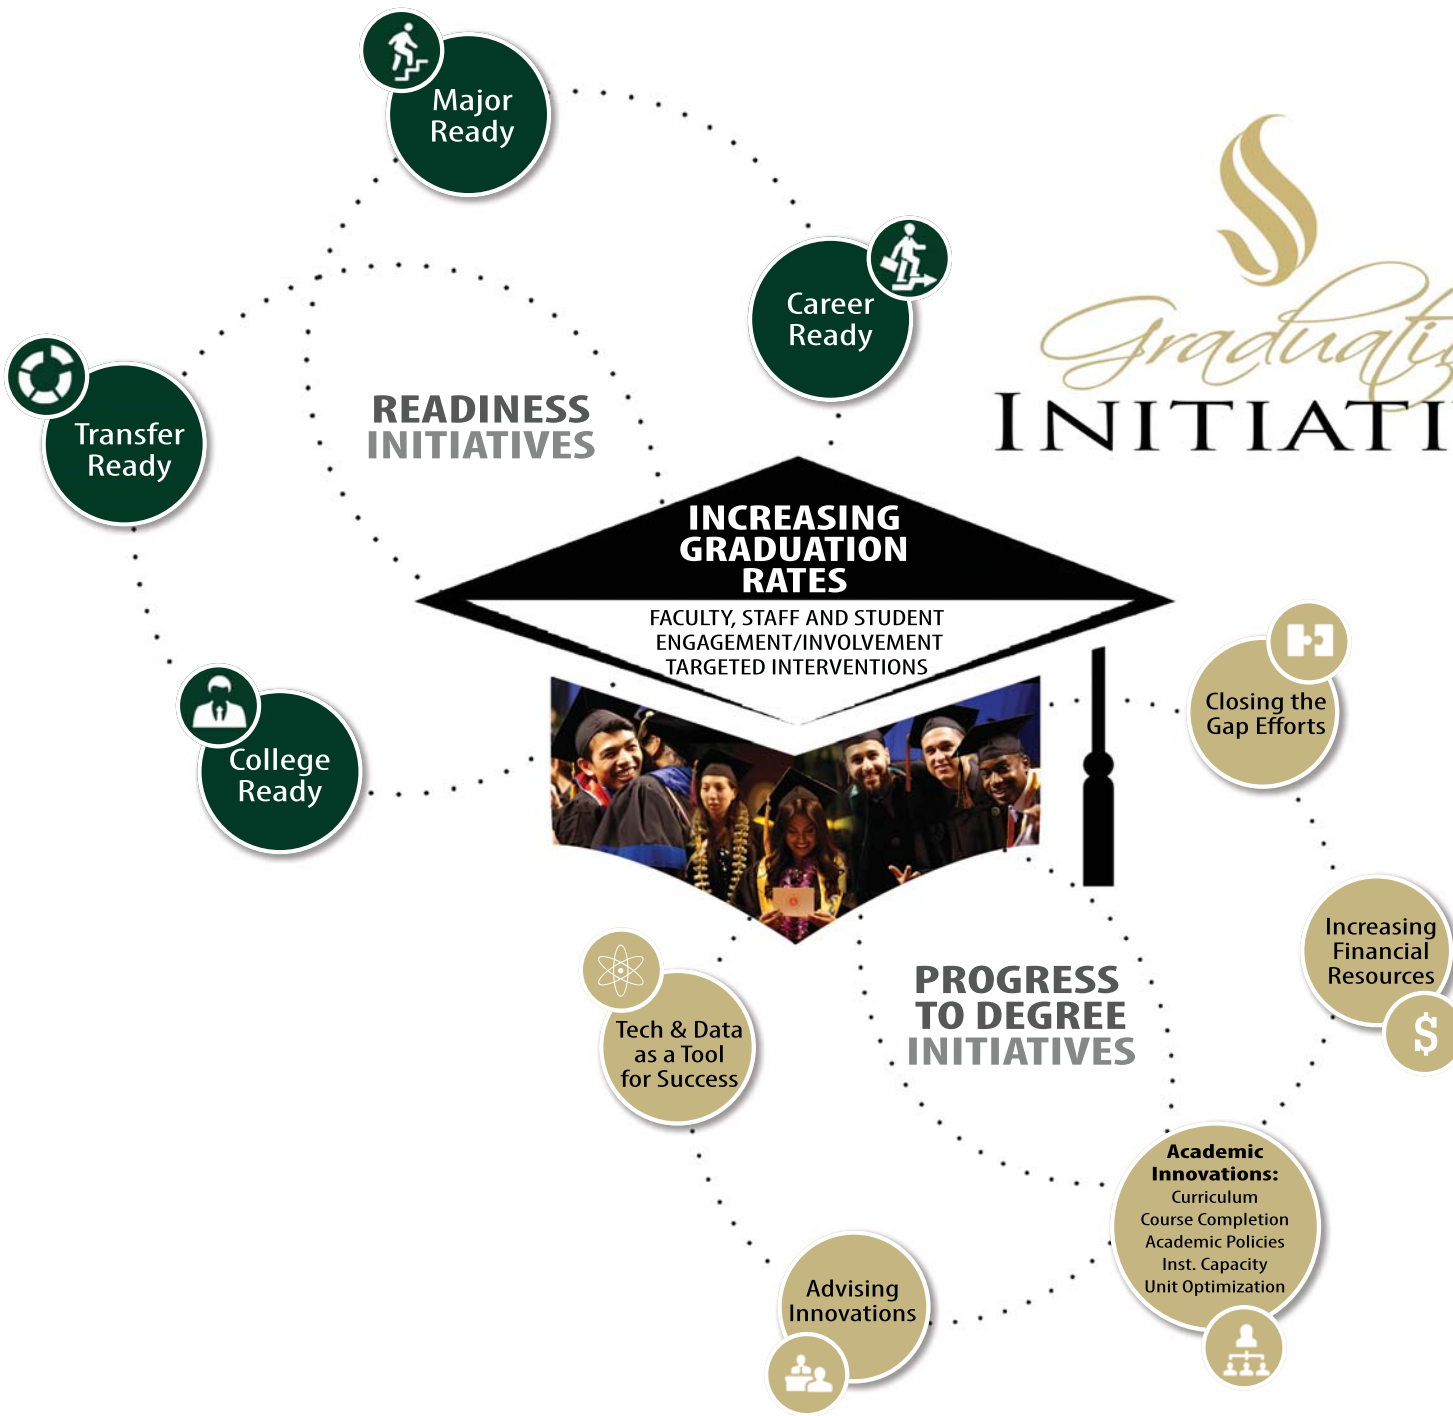 Major
Ready
Career
Ready
Transfer
Ready
READINESS
INITIATIVES
College
Ready
INCREASING
GRADUATION
RATES
FACULTY, STAFF AND STUDENT
ENGAGEMENT/INVOLVEMENT
TARGETED INTERVENTIONS
Closing the
Gap Efforts
Increasing
Financial
Resources
$
PROGRESS
TO DEGREE
INITIATIVES
Tech & Data
as a Tool
for Success
Academic
Innovations:
Curriculum
Course Completion
Academic Policies
Inst. Capacity
Unit Optimization
Advising
Innovations